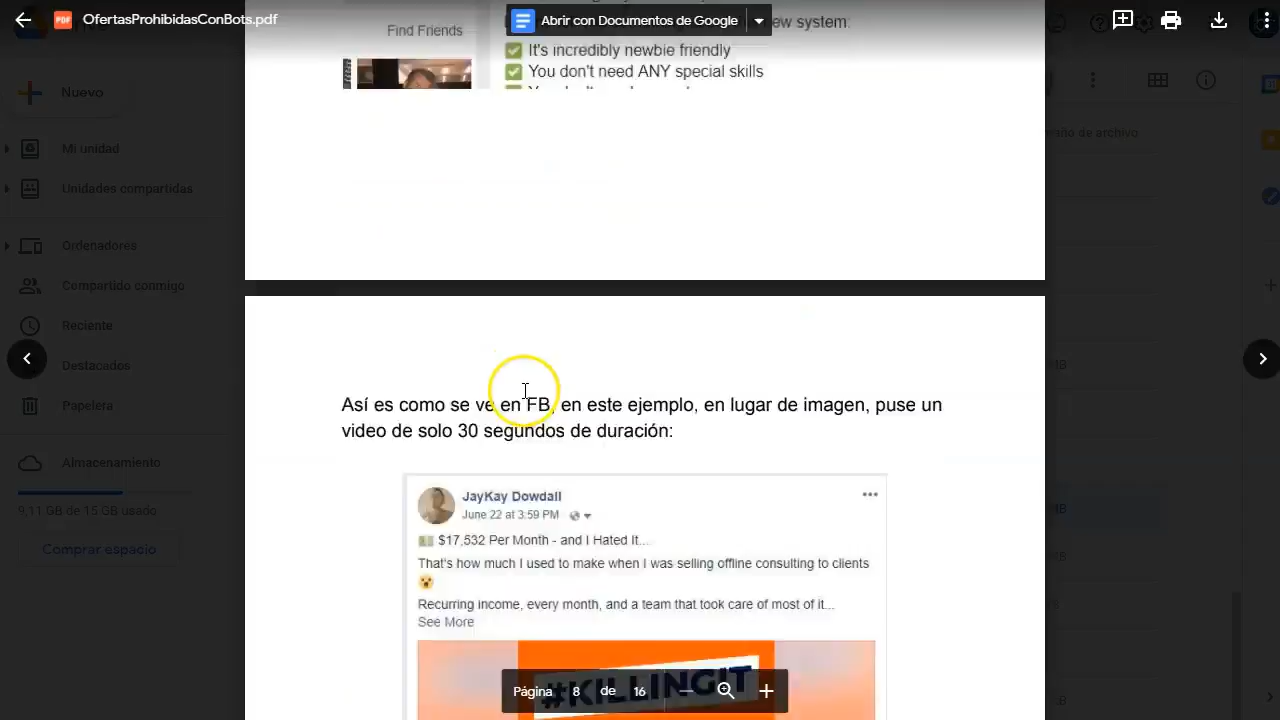 OfertasProhibidasConBots.pdf
Abrir con Documentos de Google
Find Friends
ew system:
It's incredibly newbie friendly
You don't need ANY special skills
Nuevo
Mi unidad
Unidades compartidas
Ordenadores
Compartido conmigo
Reciente
Destacados
Papelera
Almacenamiento
9,11 GB de 15 GB usado
Comprar espacio
año de archivo
Así es como se ve en FB, en este ejemplo, en lugar de imagen, puse un
video de solo 30 segundos de duración:
JayKay Dowdall
June 22 at 3:59 PM
$17,532 Per Month - and I Hated It...
That's how much I used to make when I was selling offline consulting to clients
Recurring income, every month, and a team that took care of most of it...
See More
#KILLINGIT
Página 8 de 16